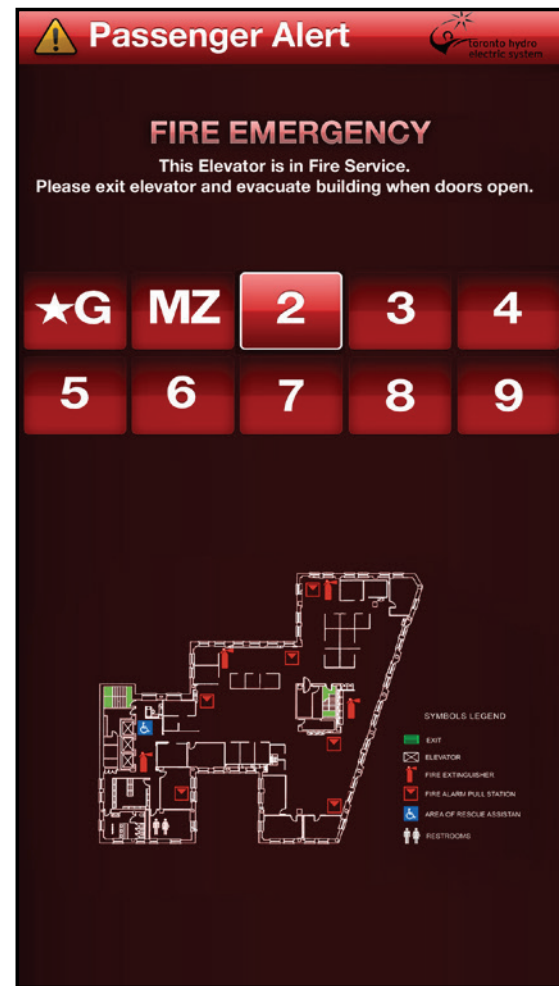 Passenger Alert
toronto hydro
electric system
FIRE EMERGENCY
This Elevator is in Fire Service.
Please exit elevator and evacuate building when doors open.
★G MZ 2 3 4
5 6 7 8 9
SYMBOLS LEGEND
EXIT
ELEVATOR
FIRE EXTINGUISHER
FIRE ALARM PULL STATION
AREA OF RESCUE ASSISTAN
RESTROOMS